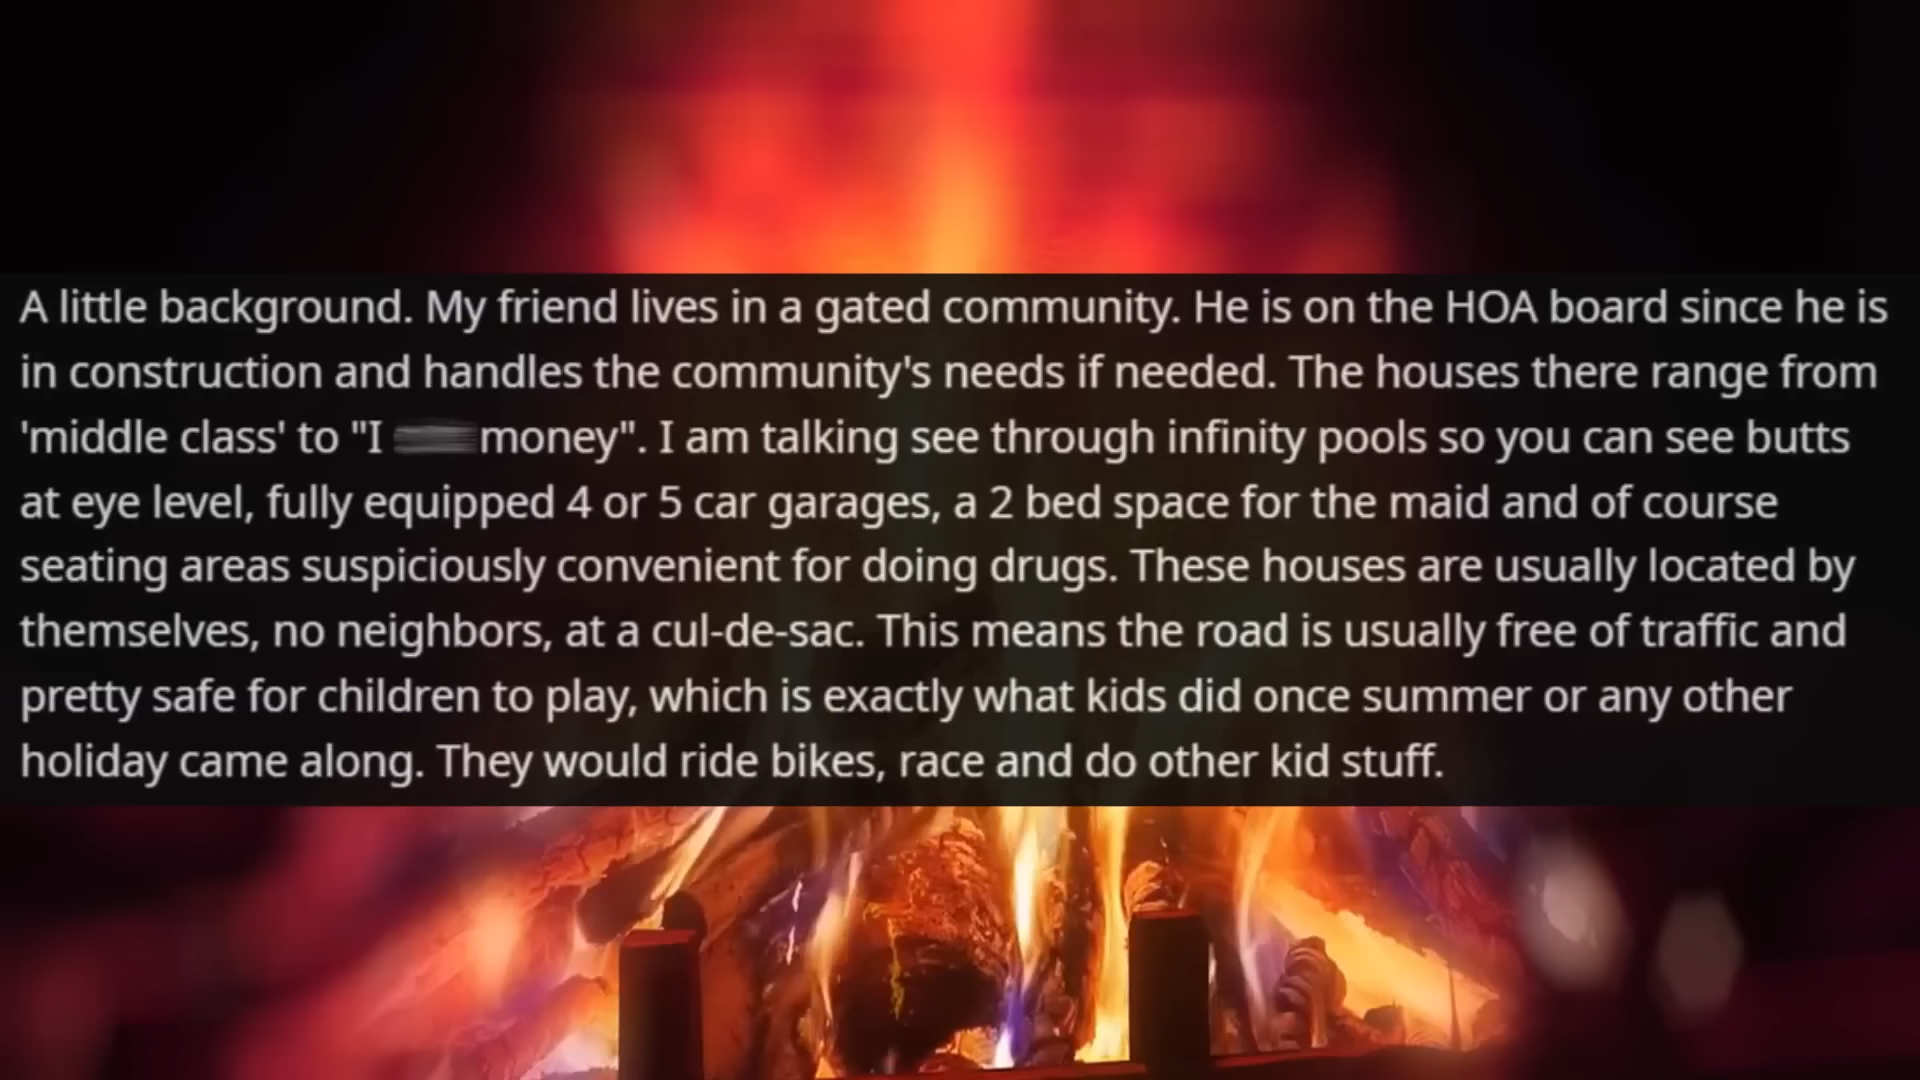 A little background. My friend lives in a gated community. He is on the HOA board since he is
in construction and handles the community's needs if needed. The houses there range from
'middle class' to "I money". I am talking see through infinity pools so you can see butts
at eye level, fully equipped 4 or 5 car garages, a 2 bed space for the maid and of course
seating areas suspiciously convenient for doing drugs. These houses are usually located by
themselves, no neighbors, at a cul-de-sac. This means the road is usually free of traffic and
pretty safe for children to play, which is exactly what kids did once summer or any other
holiday came along. They would ride bikes, race and do other kid stuff.